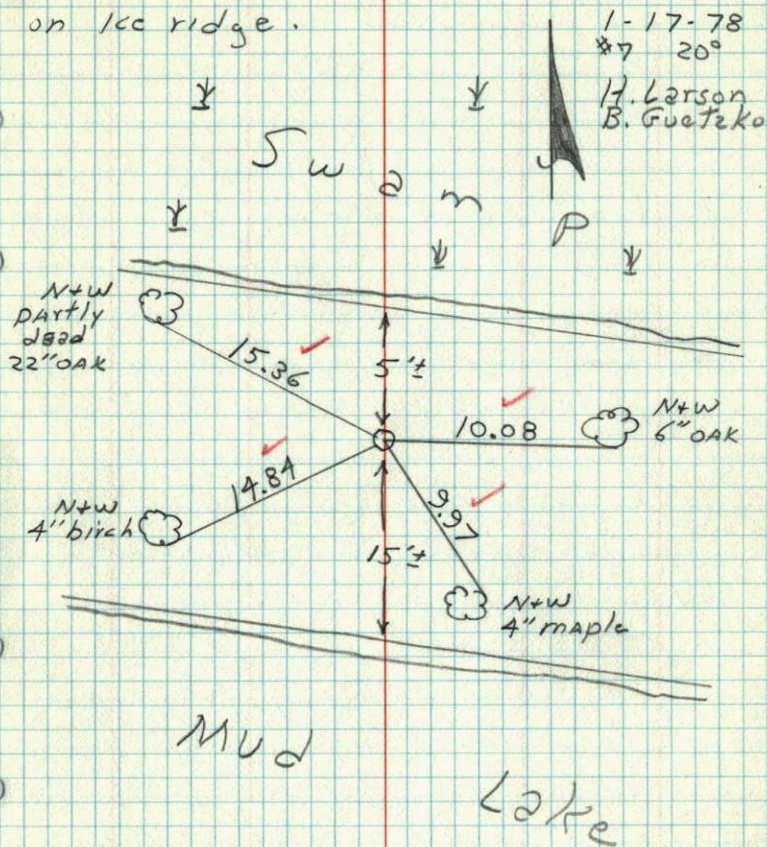 on Ice ridge.
1-17-78
#7 20°
H. Larson
B. Guetzko
Swamp
N+W
partly
dead
22" OAK
15.36
5'±
10.08
N+W
6" OAK
14.84
N+W
4" birch
9.97
15'±
N+W
4" maple
Mud
Lake